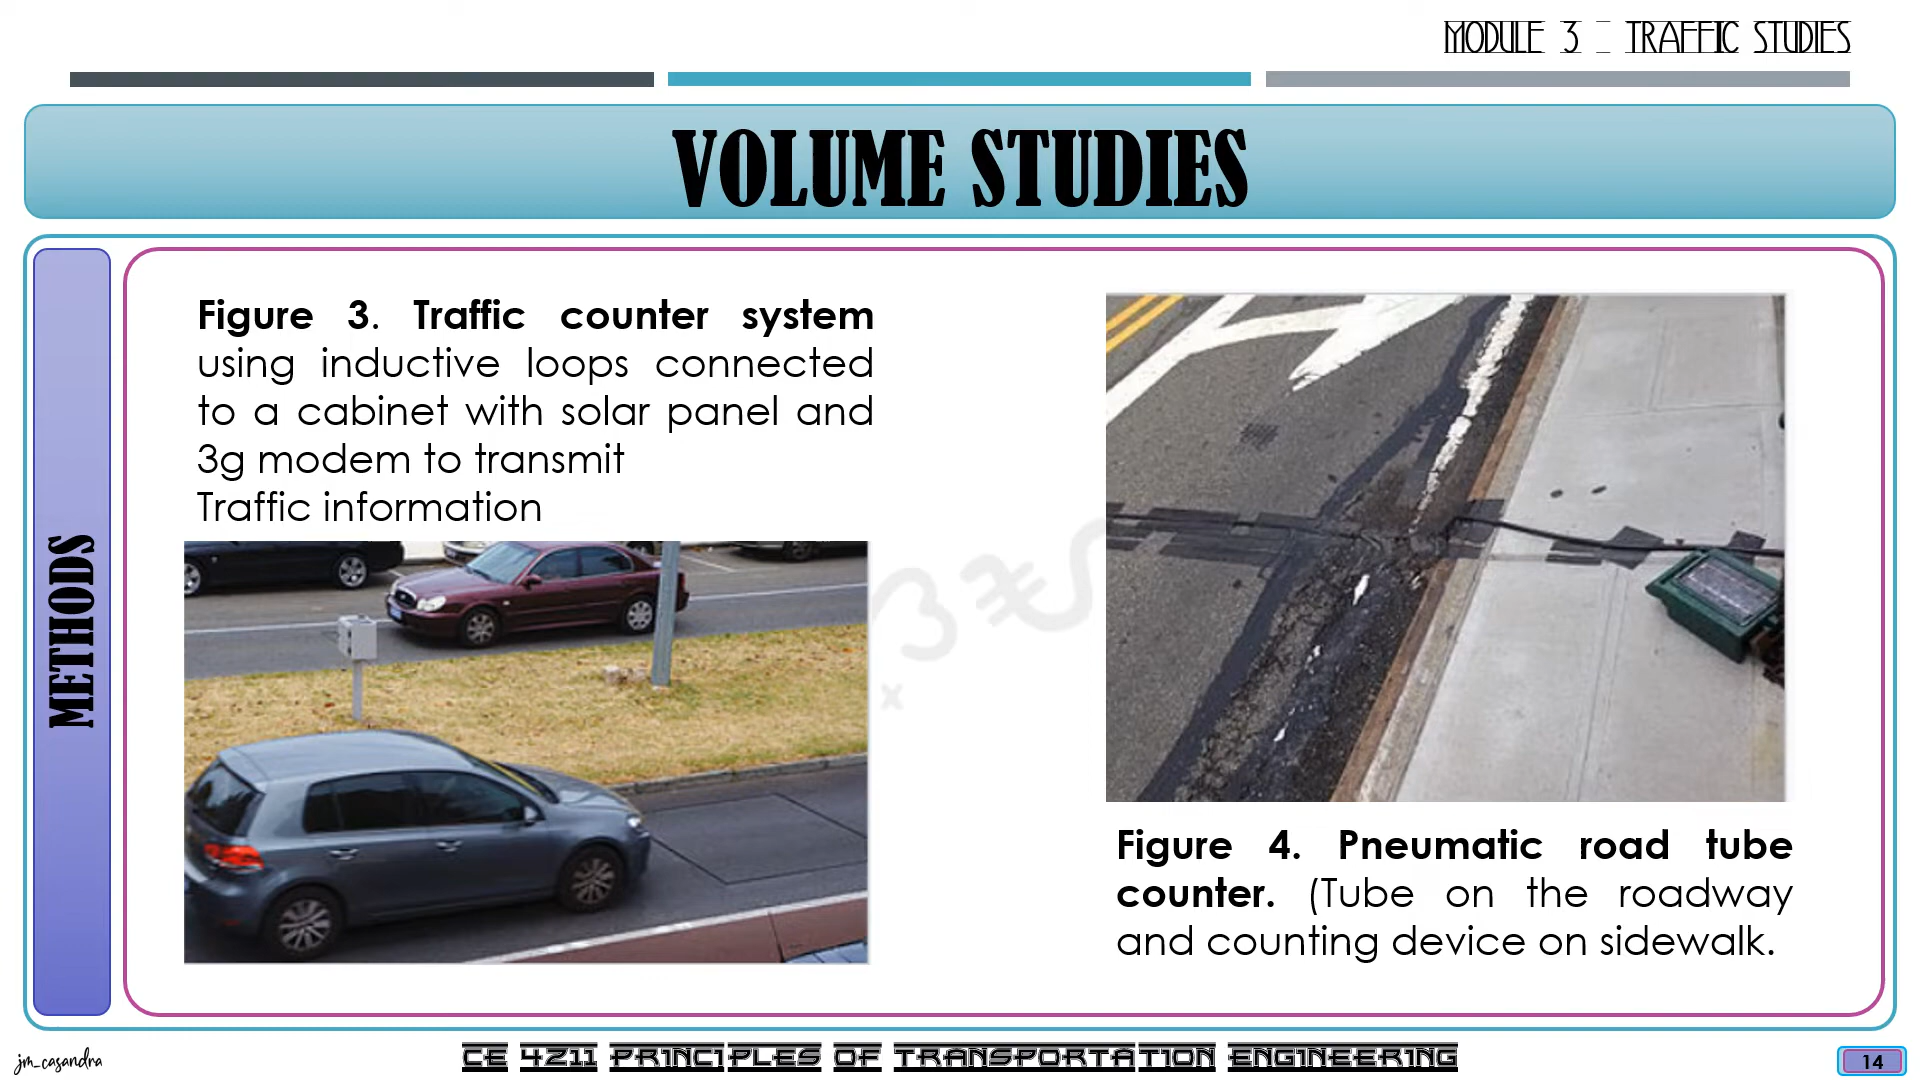 MODULE 3 – TRAFFIC STUDIES
VOLUME STUDIES
METHODS
Figure 3. Traffic counter system
using inductive loops connected
to a cabinet with solar panel and
3g modem to transmit
Traffic information
Figure 4. Pneumatic road tube
counter. (Tube on the roadway
and counting device on sidewalk.
jm_casandra
CE 4211 PRINCIPLES OF TRANSPORTATION ENGINEERING
14